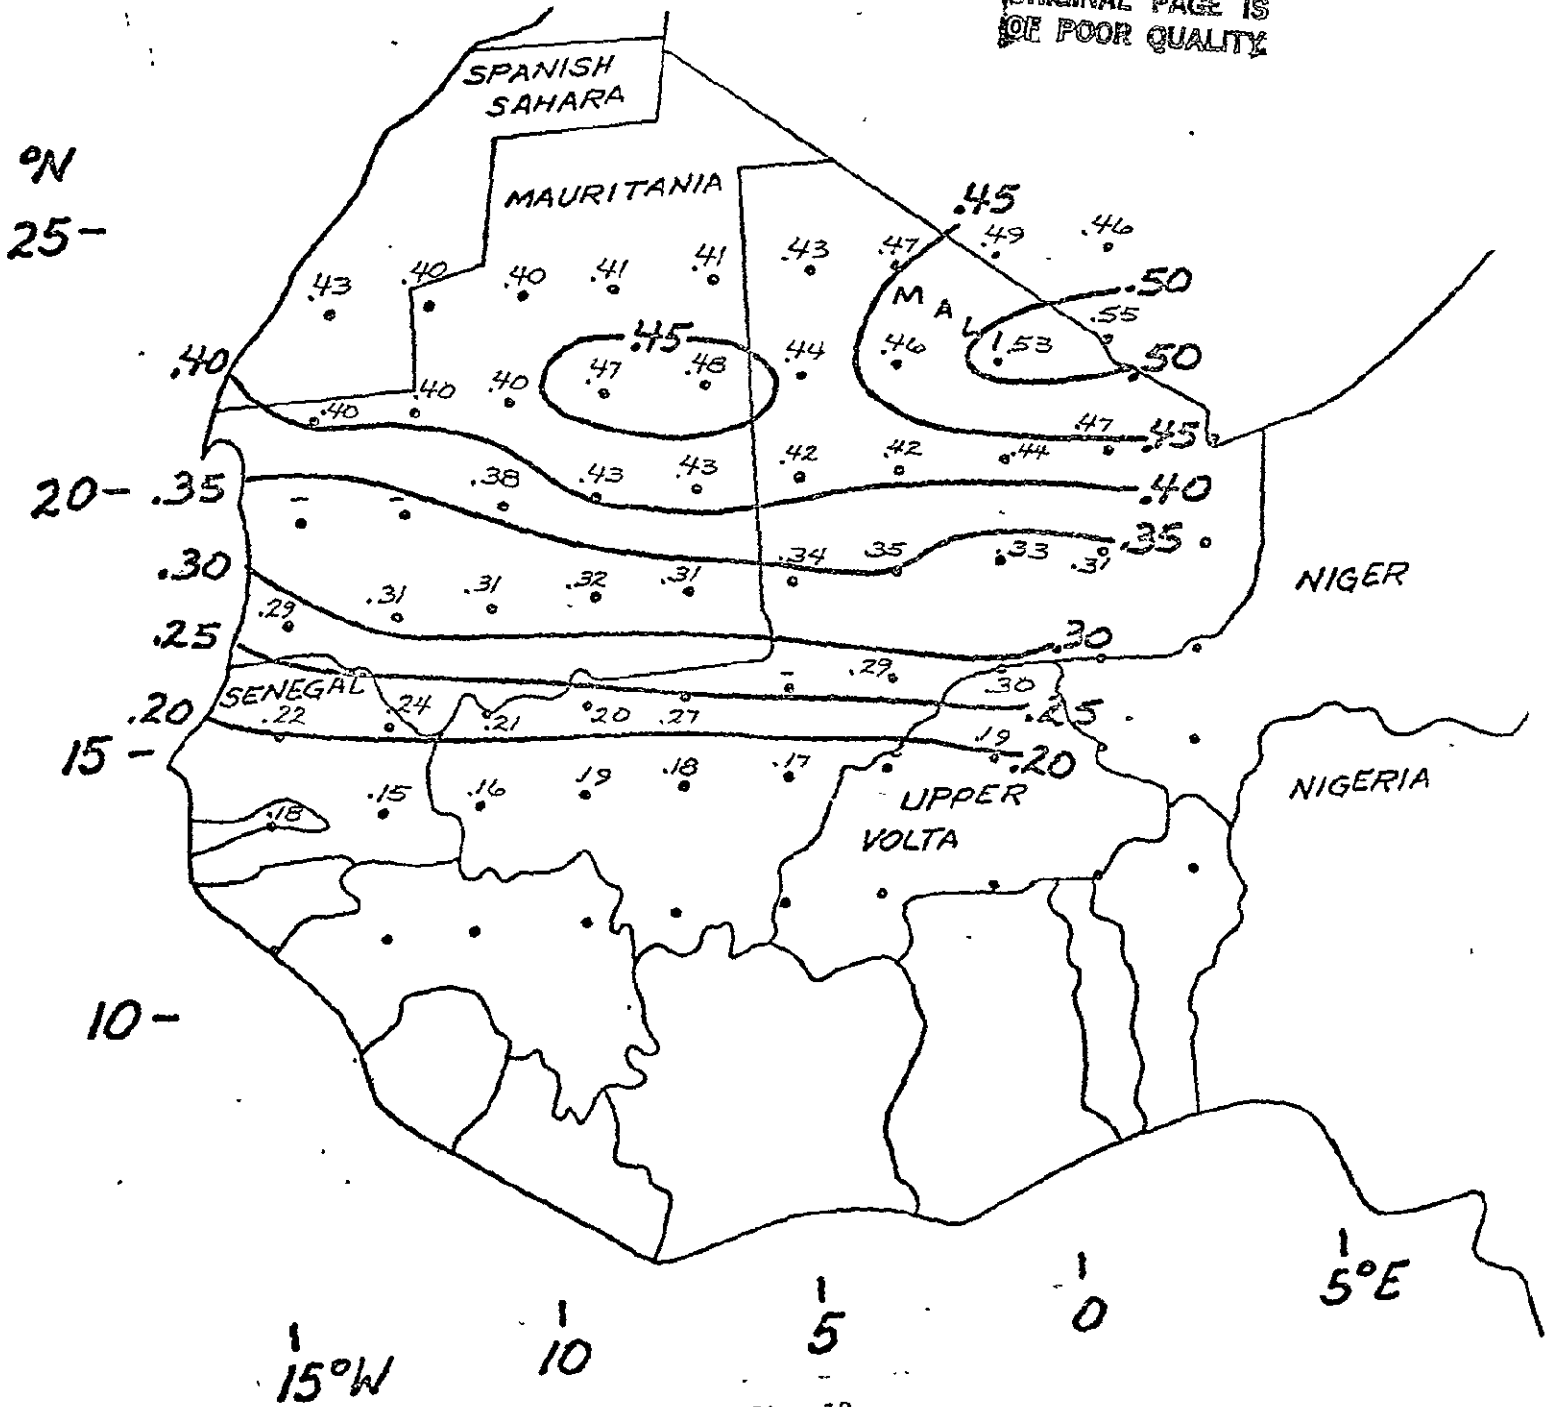 ORIGINAL PAGE IS
OF POOR QUALITY
SPANISH
SAHARA
°N
MAURITANIA
25-
.45
.43 .40 .40 .41 .41 .43 .47 .49 .46
MALI
.50
.55
.40
.45
.47 .48 .44 .46 .53
.50
.40 .40 .40
.47 .45
20- .35
.38 .43 .43 .42 .42 .44
.40
- -
.30
.34 .35 .33 .31 .35
NIGER
.29 .31 .31 .32 .31
.25
.30
SENEGAL
- .29 .30
.20
.22 .24 .21 .20 .27
.25
15-
.19
.20
.15 .16 .19 .18 .17 -
UPPER
VOLTA
NIGERIA
.18
10-
5°E
0
5
10
15°W